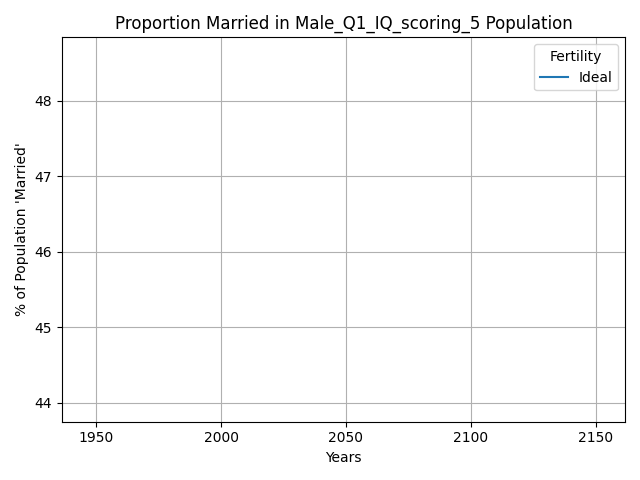 Proportion Married in Male_Q1_IQ_scoring_5 Population
Fertility
Ideal
% of Population 'Married'
48
47
46
45
44
1950 2000 2050 2100 2150
Years